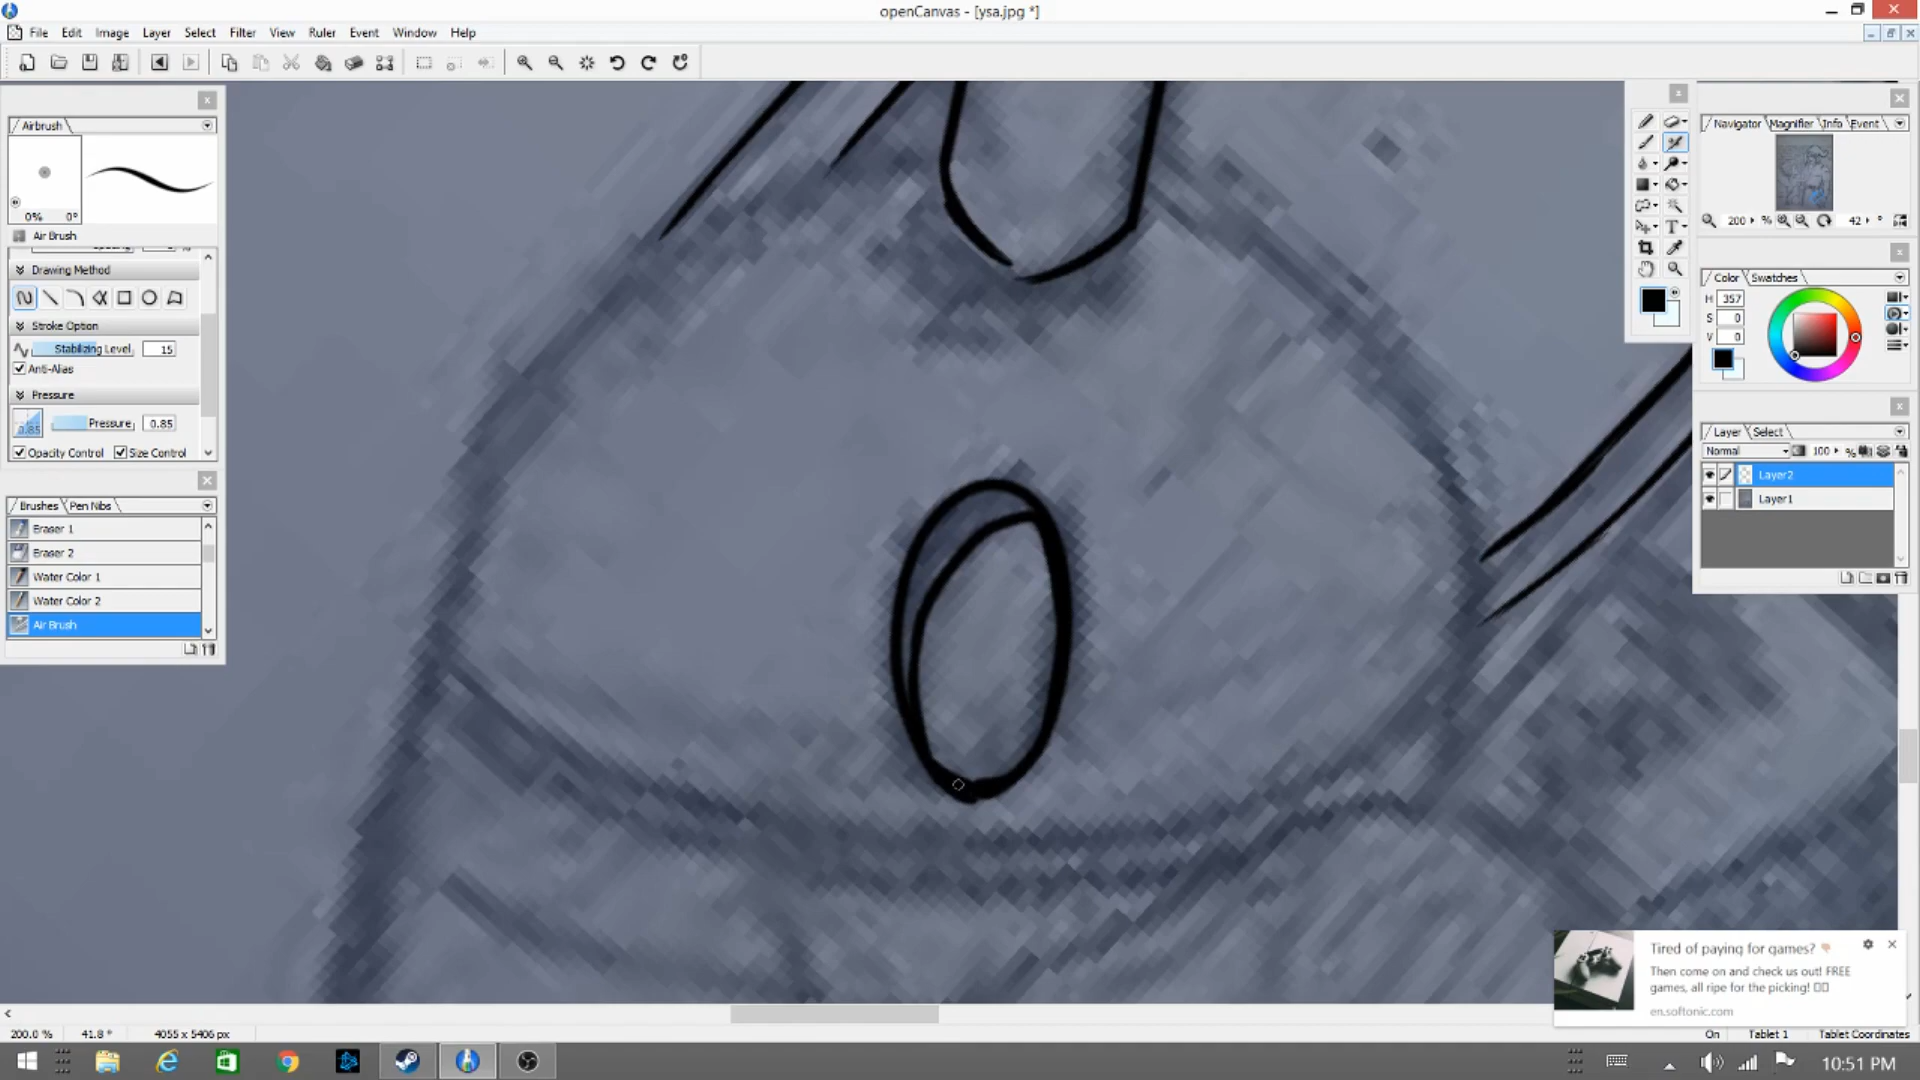 openCanvas - [ysa.jpg *]
File Edit Image Layer Select Filter View Ruler Event Window Help
Airbrush
0% 0°
Air Brush
Drawing Method
Stroke Option
Stabilizing Level 15
Anti-Alias
Pressure
0.85 Pressure 0.85
Opacity Control Size Control
Brushes Pen Nibs
Eraser 1
Eraser 2
Water Color 1
Water Color 2
Air Brush
Navigator Magnifier Info Event
200 % 42 °
Color Swatches
H 357
S 0
V 0
Layer Select
Normal 100 %
Layer2
Layer1
Tired of paying for games?
Then come on and check us out! FREE
games, all ripe for the picking!
en.softonic.com
200.0 % 41.8 ° 4055 x 5406 px
On Tablet 1 Tablet Coordinates
10:51 PM